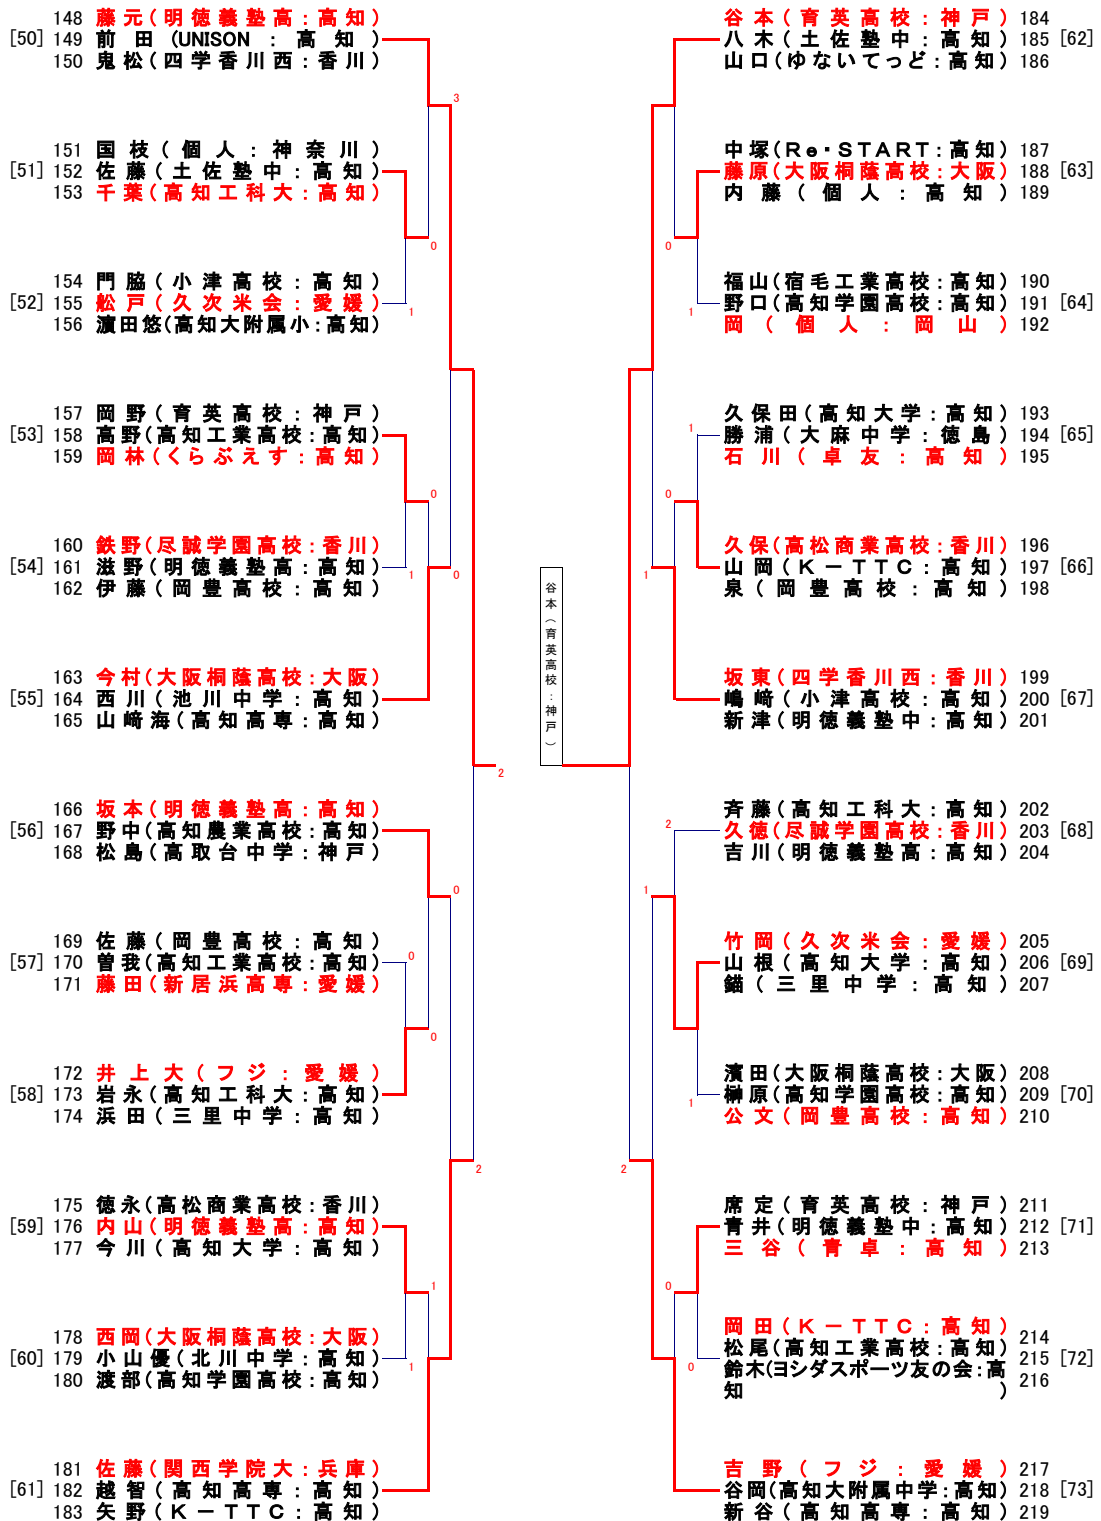 148 藤元(明徳義塾高:高知)
[50] 149 前田(UNISON:高知)
150 鬼松(四学香川西:香川)
3
151 国枝(個人:神奈川)
[51] 152 佐藤(土佐塾中:高知)
153 千葉(高知工科大:高知)
0
154 門脇(小津高校:高知)
[52] 155 舩戸(久次米会:愛媛)
1
156 濵田悠(高知大附属小:高知)
157 岡野(育英高校:神戸)
[53] 158 高野(高知工業高校:高知)
159 岡林(くらぶえす:高知)
0
160 鉄野(尽誠学園高校:香川)
[54] 161 滋野(明徳義塾高:高知)
1
0
162 伊藤(岡豊高校:高知)
163 今村(大阪桐蔭高校:大阪)
[55] 164 西川(池川中学:高知)
165 山﨑海(高知高専:高知)
2
166 坂本(明徳義塾高:高知)
[56] 167 野中(高知農業高校:高知)
168 松島(高取台中学:神戸)
0
169 佐藤(岡豊高校:高知)
[57] 170 曽我(高知工業高校:高知)
0
171 藤田(新居浜高専:愛媛)
0
172 井上大(フジ:愛媛)
[58] 173 岩永(高知工科大:高知)
174 浜田(三里中学:高知)
2
175 徳永(高松商業高校:香川)
[59] 176 内山(明徳義塾高:高知)
177 今川(高知大学:高知)
1
178 西岡(大阪桐蔭高校:大阪)
[60] 179 小山優(北川中学:高知)
1
180 渡部(高知学園高校:高知)
181 佐藤(関西学院大:兵庫)
[61] 182 越智(高知高専:高知)
183 矢野(K-TTC:高知)
谷本(育英高校:神戸)
谷本(育英高校:神戸) 184
八木(土佐塾中:高知) 185 [62]
山口(ゆないてっど:高知) 186
中塚(Re・START:高知) 187
藤原(大阪桐蔭高校:大阪) 188 [63]
内藤(個人:高知) 189
0
福山(宿毛工業高校:高知) 190
野口(高知学園高校:高知) 191 [64]
1
岡(個人:岡山) 192
久保田(高知大学:高知) 193
1
勝浦(大麻中学:徳島) 194 [65]
石川(卓友:高知) 195
0
久保(高松商業高校:香川) 196
山岡(K-TTC:高知) 197 [66]
1
泉(岡豊高校:高知) 198
坂東(四学香川西:香川) 199
嶋﨑(小津高校:高知) 200 [67]
新津(明徳義塾中:高知) 201
斉藤(高知工科大:高知) 202
2
久徳(尽誠学園高校:香川) 203 [68]
吉川(明徳義塾高:高知) 204
1
竹岡(久次米会:愛媛) 205
山根(高知大学:高知) 206 [69]
錨(三里中学:高知) 207
濱田(大阪桐蔭高校:大阪) 208
榊原(高知学園高校:高知) 209 [70]
1
公文(岡豊高校:高知) 210
2
席定(育英高校:神戸) 211
青井(明徳義塾中:高知) 212 [71]
三谷(青卓:高知) 213
0
岡田(K-TTC:高知) 214
松尾(高知工業高校:高知) 215 [72]
0
鈴木(ヨシダスポーツ友の会:高 216
知)
吉野(フジ:愛媛) 217
谷岡(高知大附属中学:高知) 218 [73]
新谷(高知高専:高知) 219